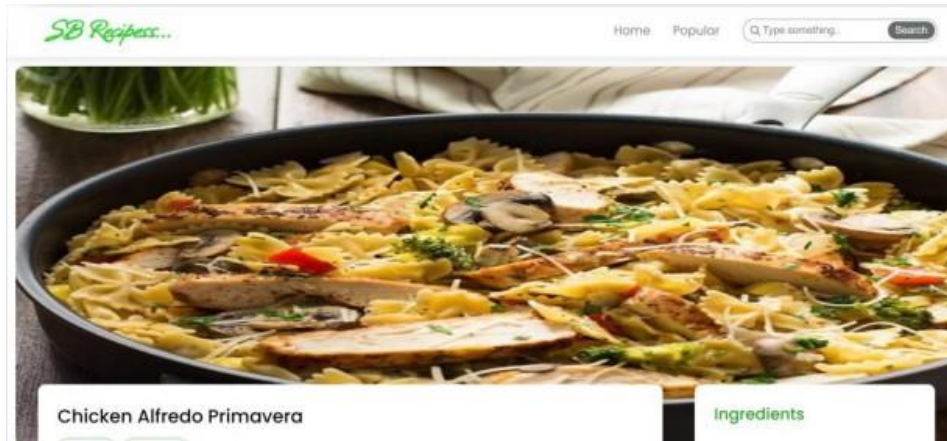 SB Recipess...
Home Popular Type something.. Search
Chicken Alfredo Primavera
Ingredients